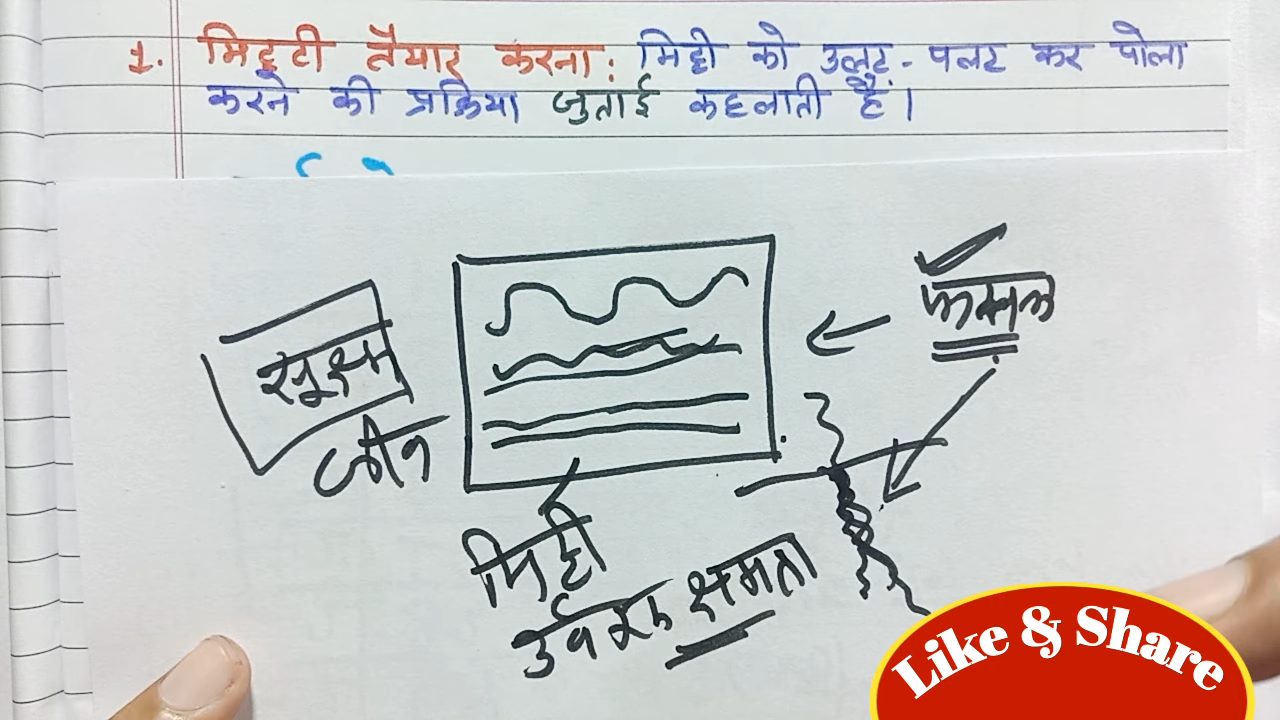 1. मिट्टी तैयार करना: मिट्टी को उलट-पलट कर पोला
करने की प्रक्रिया जुताई कहलाती है।
फसल
सूक्ष्म
जीव
मिट्टी
उर्वरक क्षमता
Like & Share